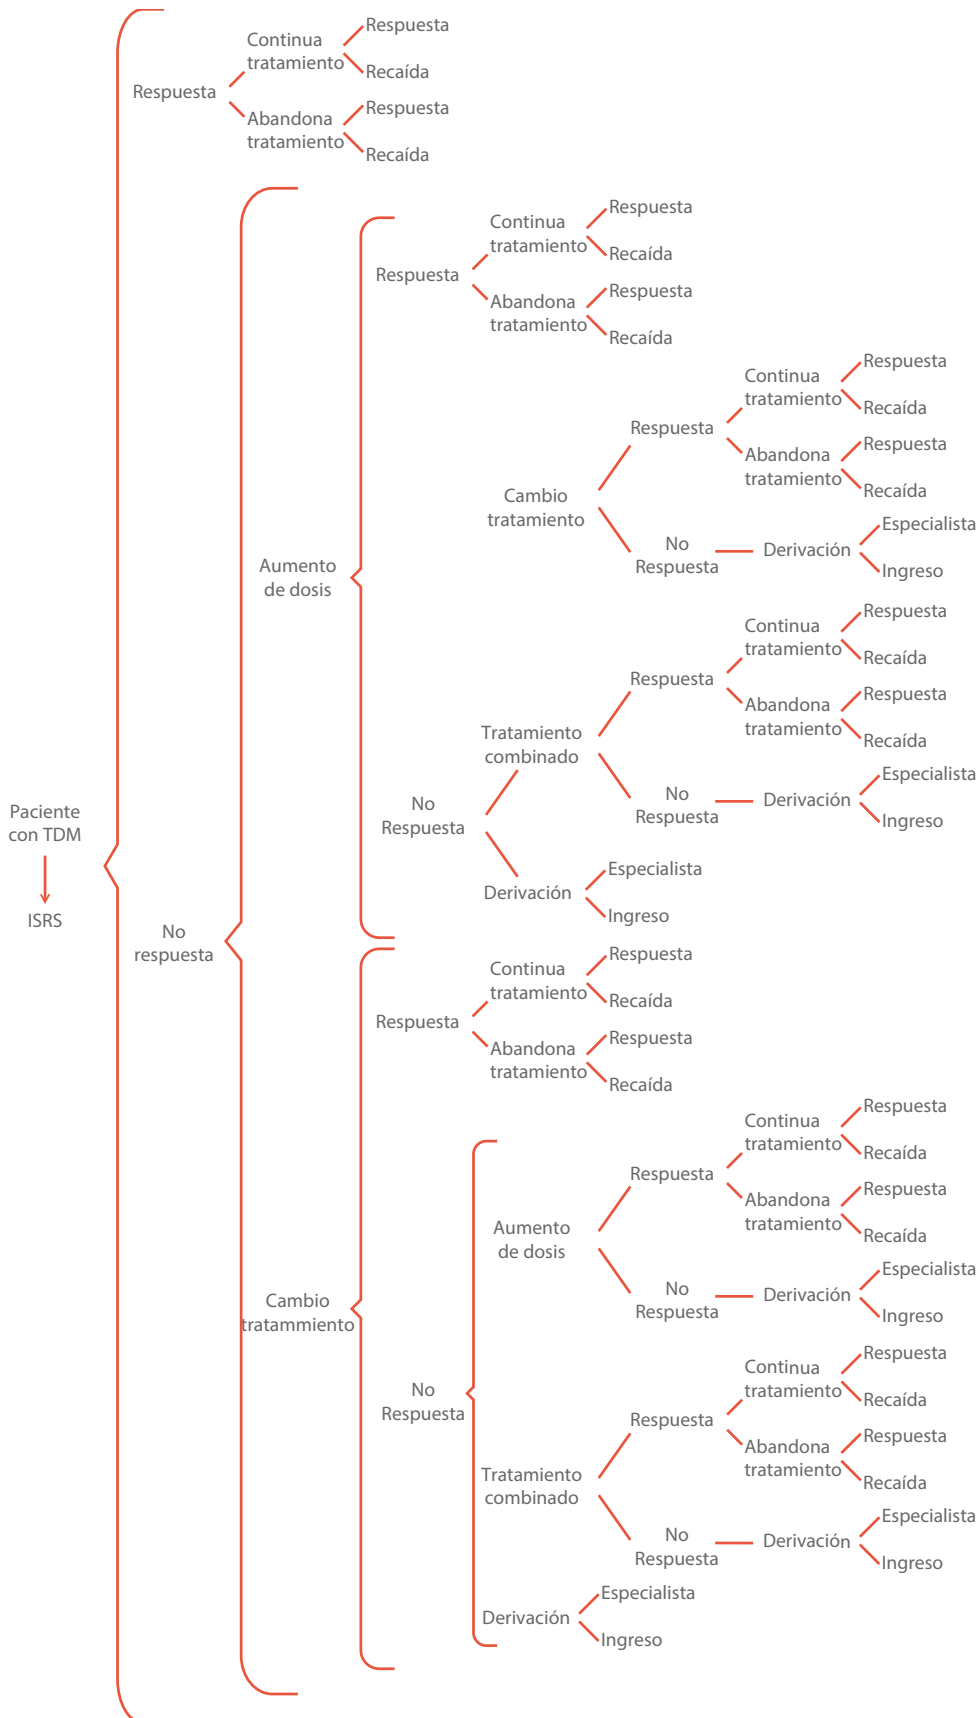 Respuesta
Continua
tratamiento
Respuesta
Recaída
Respuesta
Abandona
tratamiento
Recaída
Respuesta
Continua
tratamiento
Recaída
Respuesta
Respuesta
Abandona
tratamiento
Recaída
Respuesta
Continua
tratamiento
Recaída
Respuesta
Respuesta
Abandona
tratamiento
Recaída
Cambio
tratamiento
Especialista
No
Respuesta
Derivación
Ingreso
Aumento
de dosis
Respuesta
Continua
tratamiento
Recaída
Respuesta
Respuesta
Abandona
tratamiento
Recaída
Tratamiento
combinado
Especialista
No
Respuesta
Derivación
Ingreso
No
Respuesta
Paciente
con TDM
ISRS
Especialista
Derivación
Ingreso
No
respuesta
Respuesta
Continua
tratamiento
Recaída
Respuesta
Respuesta
Abandona
tratamiento
Recaída
Respuesta
Continua
tratamiento
Recaída
Respuesta
Respuesta
Abandona
tratamiento
Recaída
Aumento
de dosis
Especialista
No
Respuesta
Derivación
Ingreso
Cambio
tratammiento
Respuesta
Continua
tratamiento
Recaída
No
Respuesta
Respuesta
Respuesta
Abandona
tratamiento
Recaída
Tratamiento
combinado
Especialista
No
Respuesta
Derivación
Ingreso
Especialista
Derivación
Ingreso